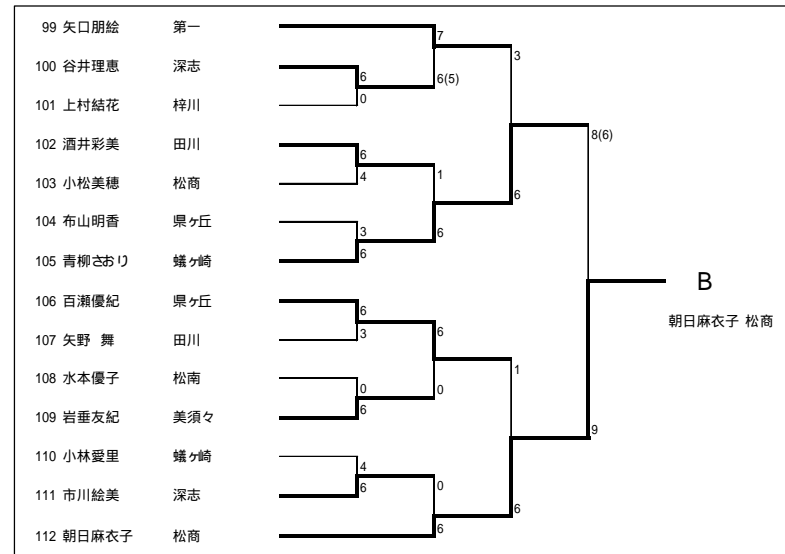 99 矢口朋絵 第一
7
3
100 谷井理恵 深志
6
6(5)
101 上村結花 梓川
0
8(6)
102 酒井彩美 田川
6
103 小松美穂 松商
4
1
6
104 布山明香 県ヶ丘
3
6
105 青柳さおり 蟻ヶ崎
6
B
106 百瀬優紀 県ヶ丘
6
朝日麻衣子 松商
107 矢野 舞 田川
3
6
1
108 水本優子 松南
0
0
109 岩垂友紀 美須々
6
9
110 小林愛里 蟻ヶ崎
4
111 市川絵美 深志
6
0
6
112 朝日麻衣子 松商
6